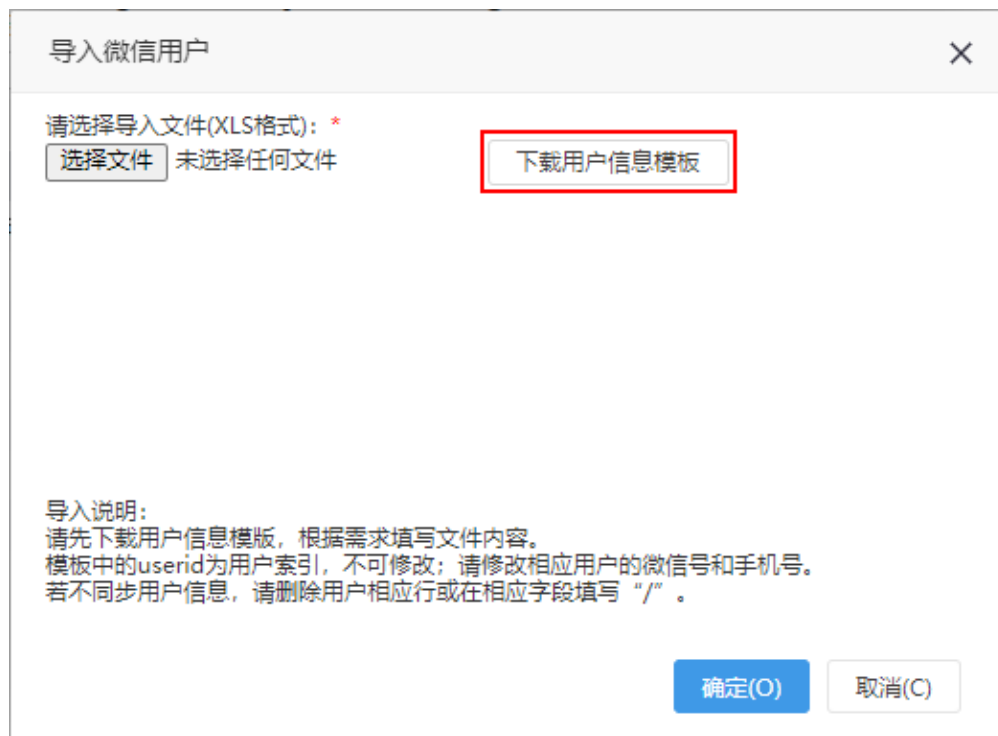 导入微信用户
请选择导入文件(XLS格式)：*
选择文件 未选择任何文件 下载用户信息模板
导入说明：
请先下载用户信息模版，根据需求填写文件内容。
模板中的userid为用户索引，不可修改；请修改相应用户的微信号和手机号。
若不同步用户信息，请删除用户相应行或在相应字段填写“/”。
确定(O) 取消(C)